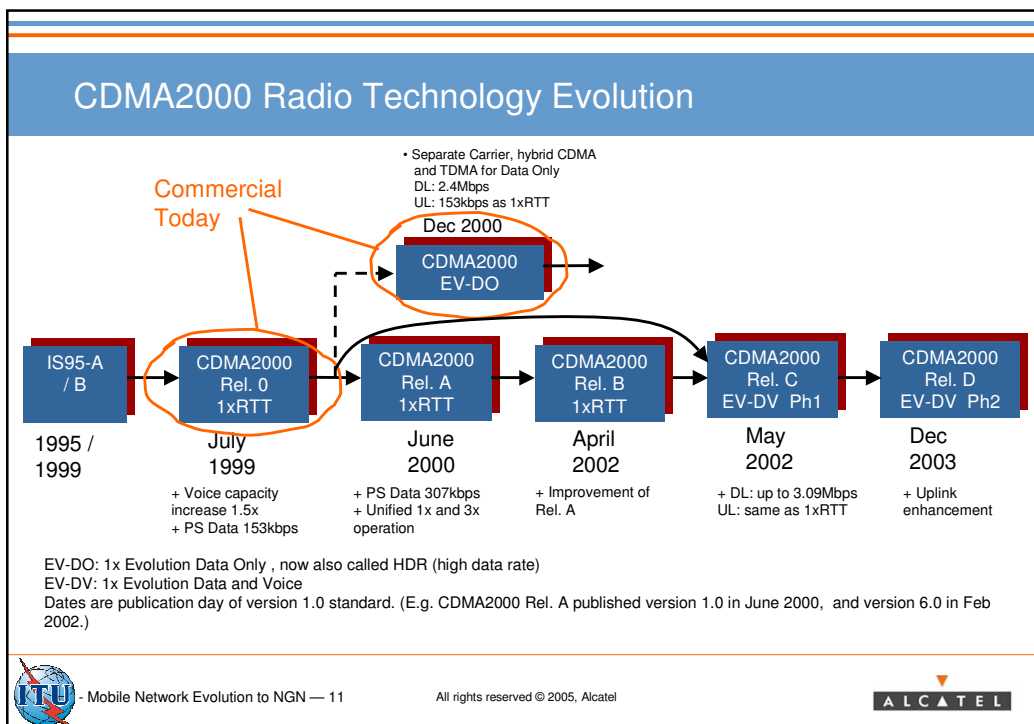 CDMA2000 Radio Technology Evolution
• Separate Carrier, hybrid CDMA
and TDMA for Data Only
DL: 2.4Mbps
UL: 153kbps as 1xRTT
Commercial
Today
Dec 2000
CDMA2000
EV-DO
IS95-A
/ B
1995 /
1999
CDMA2000
Rel. 0
1xRTT
July
1999
+ Voice capacity
increase 1.5x
+ PS Data 153kbps
CDMA2000
Rel. A
1xRTT
June
2000
+ PS Data 307kbps
+ Unified 1x and 3x
operation
CDMA2000
Rel. B
1xRTT
April
2002
+ Improvement of
Rel. A
CDMA2000
Rel. C
EV-DV Ph1
May
2002
+ DL: up to 3.09Mbps
UL: same as 1xRTT
CDMA2000
Rel. D
EV-DV Ph2
Dec
2003
+ Uplink
enhancement
EV-DO: 1x Evolution Data Only , now also called HDR (high data rate)
EV-DV: 1x Evolution Data and Voice
Dates are publication day of version 1.0 standard. (E.g. CDMA2000 Rel. A published version 1.0 in June 2000, and version 6.0 in Feb
2002.)
ITU
- Mobile Network Evolution to NGN — 11
All rights reserved © 2005, Alcatel
ALCATEL